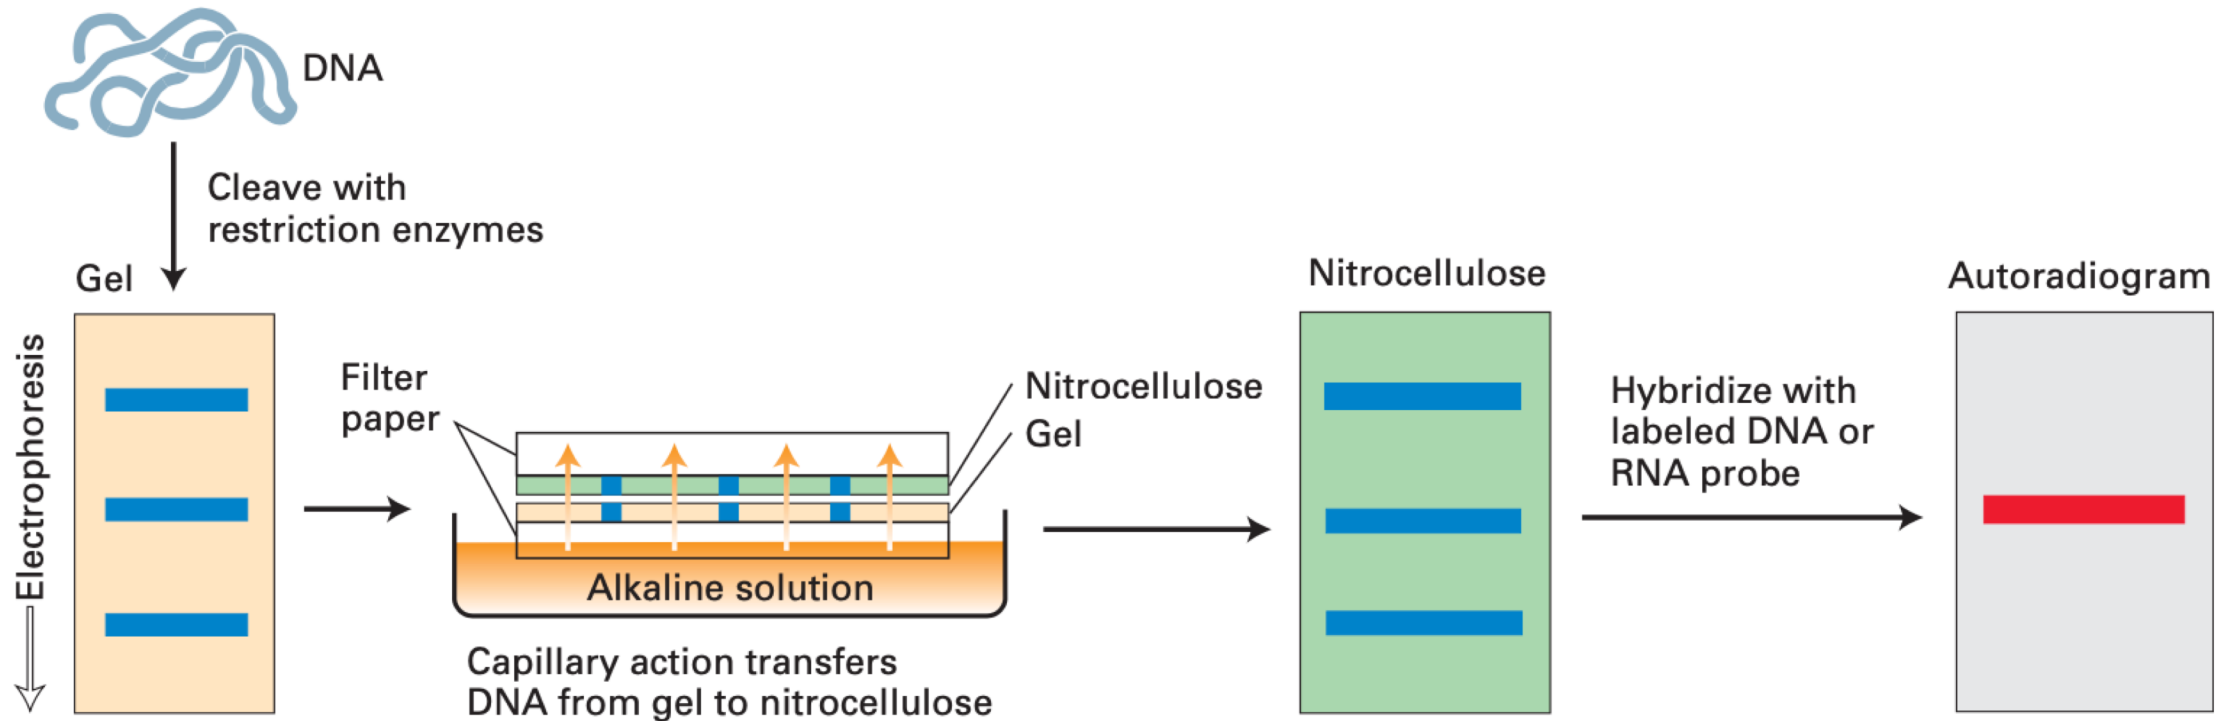 DNA
Cleave with
restriction enzymes
Gel
Electrophoresis
Filter
paper
Nitrocellulose
Gel
Alkaline solution
Capillary action transfers
DNA from gel to nitrocellulose
Nitrocellulose
Hybridize with
labeled DNA or
RNA probe
Autoradiogram